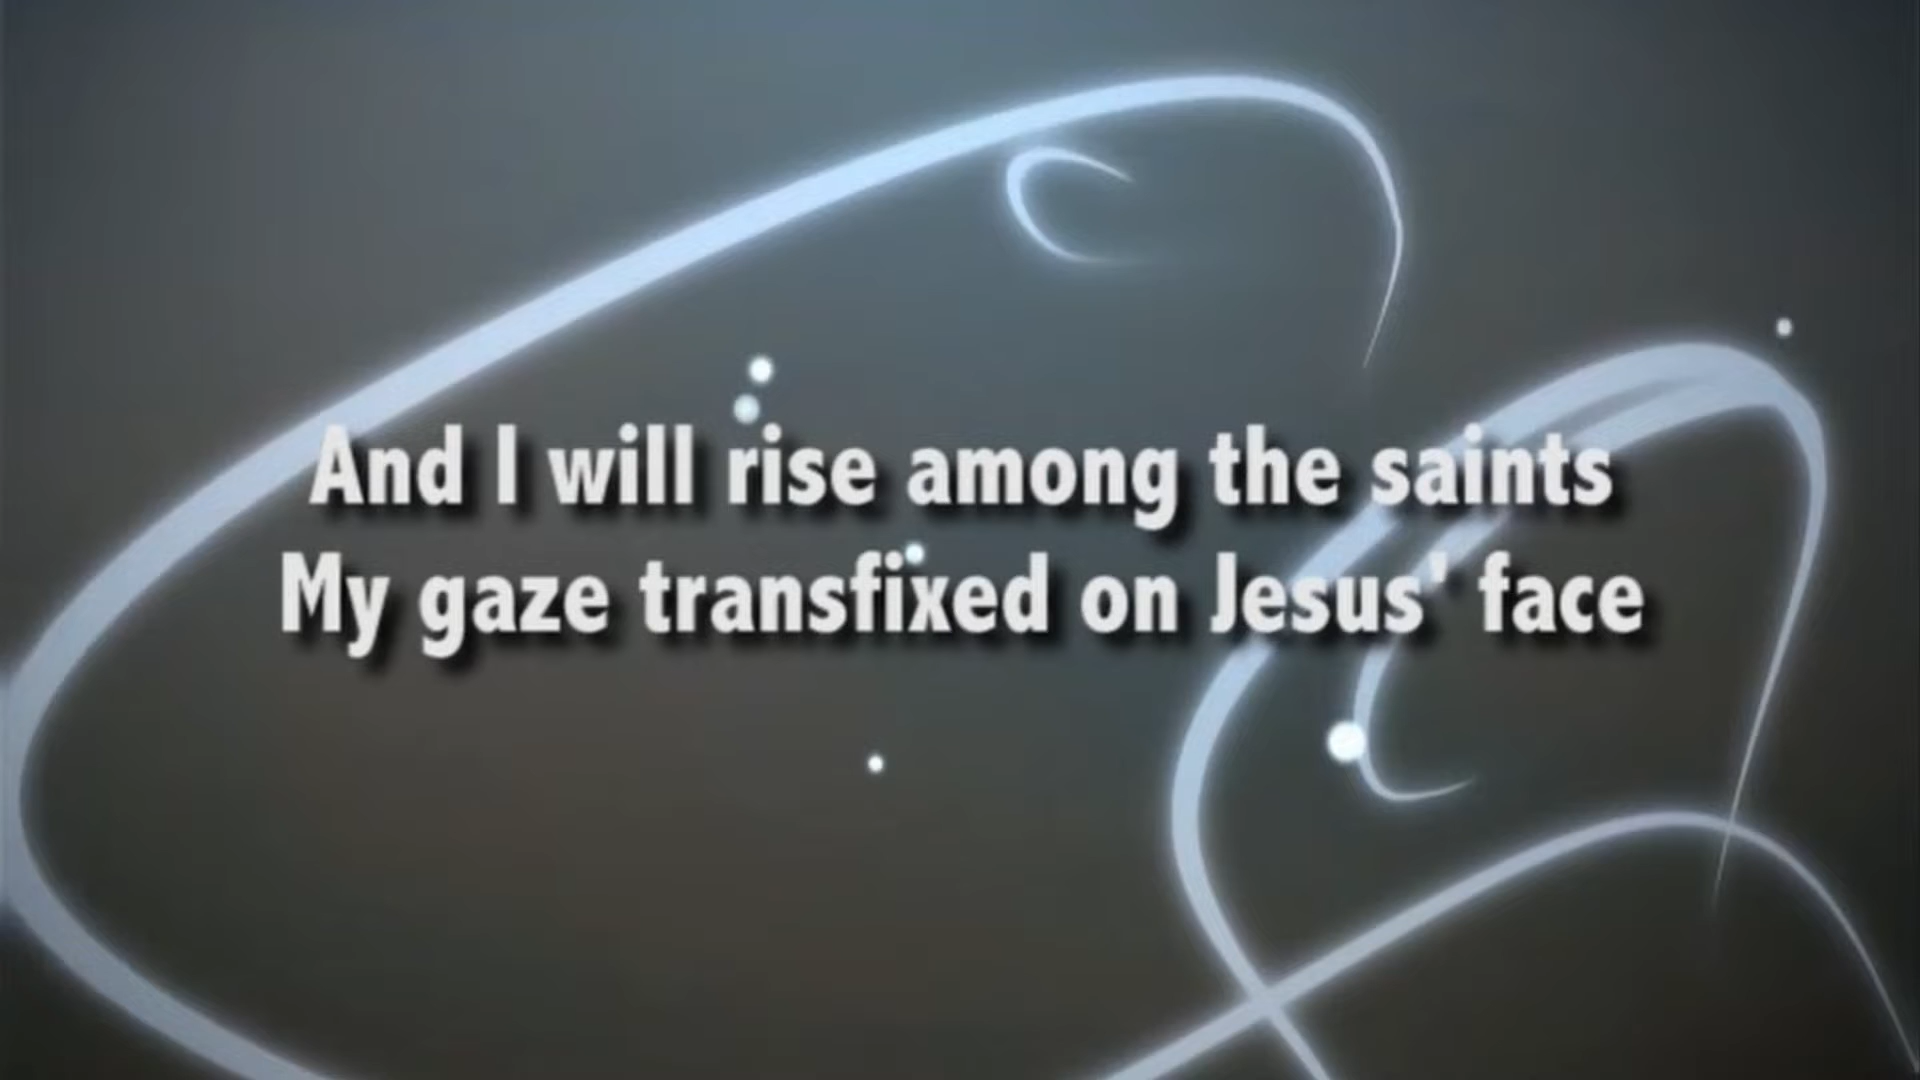 And I will rise among the saints
My gaze transfixed on Jesus' face